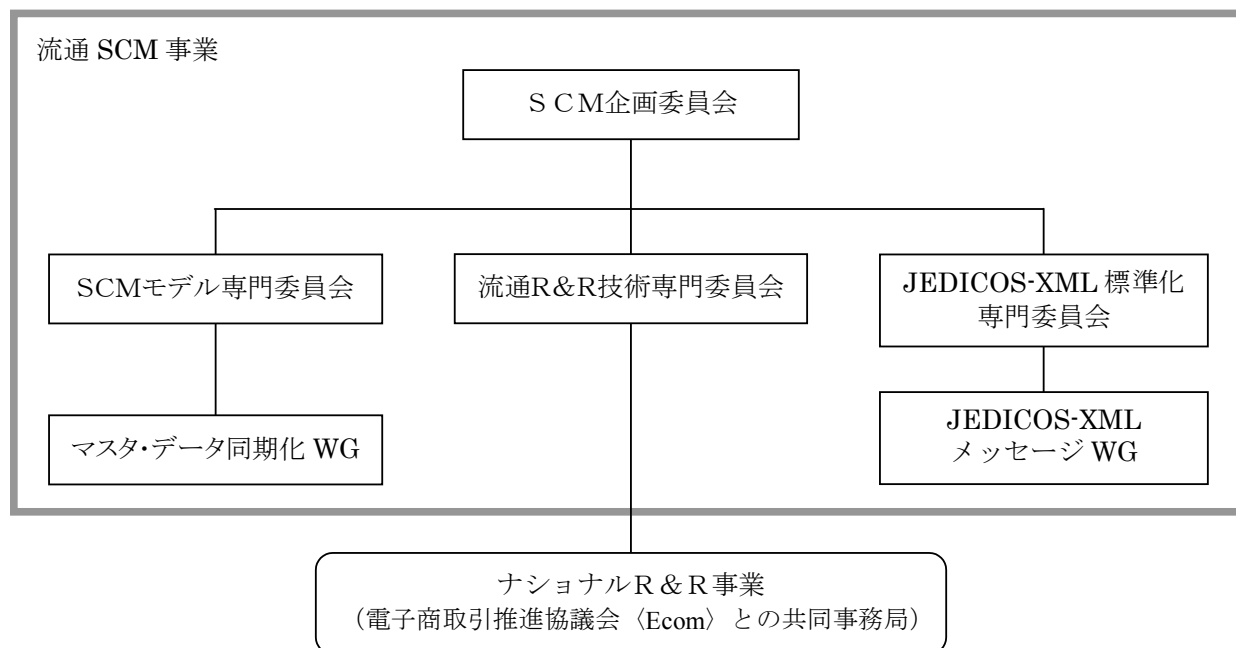 流通 SCM 事業
ＳＣＭ企画委員会
ＳＣＭモデル専門委員会
流通Ｒ＆Ｒ技術専門委員会
JEDICOS-XML 標準化
専門委員会
マスタ・データ同期化 WG
JEDICOS-XML
メッセージ WG
ナショナルＲ＆Ｒ事業
（電子商取引推進協議会〈Ecom〉との共同事務局）